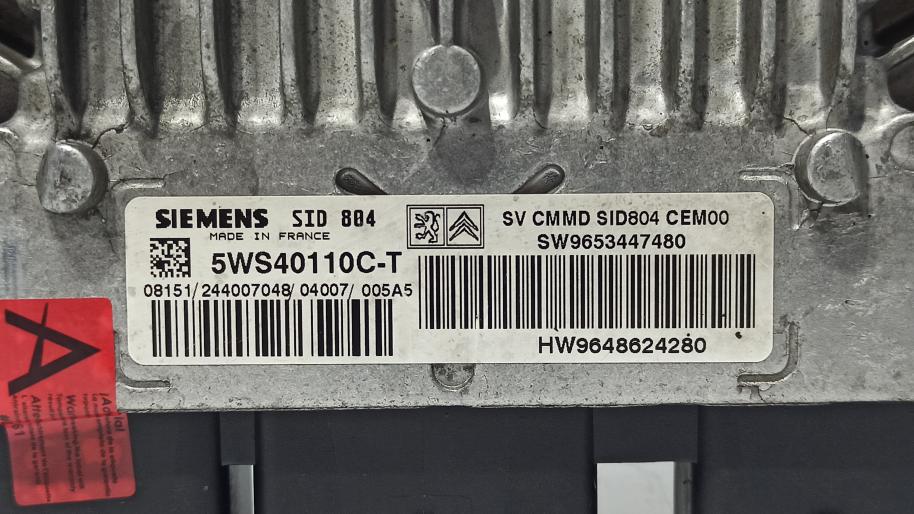 SIEMENS SID 804
MADE IN FRANCE
5WS40110C-T
08151/244007048/04007/ 005A5
SV CMMD SID804 CEM00
SW9653447480
HW9648624280
A